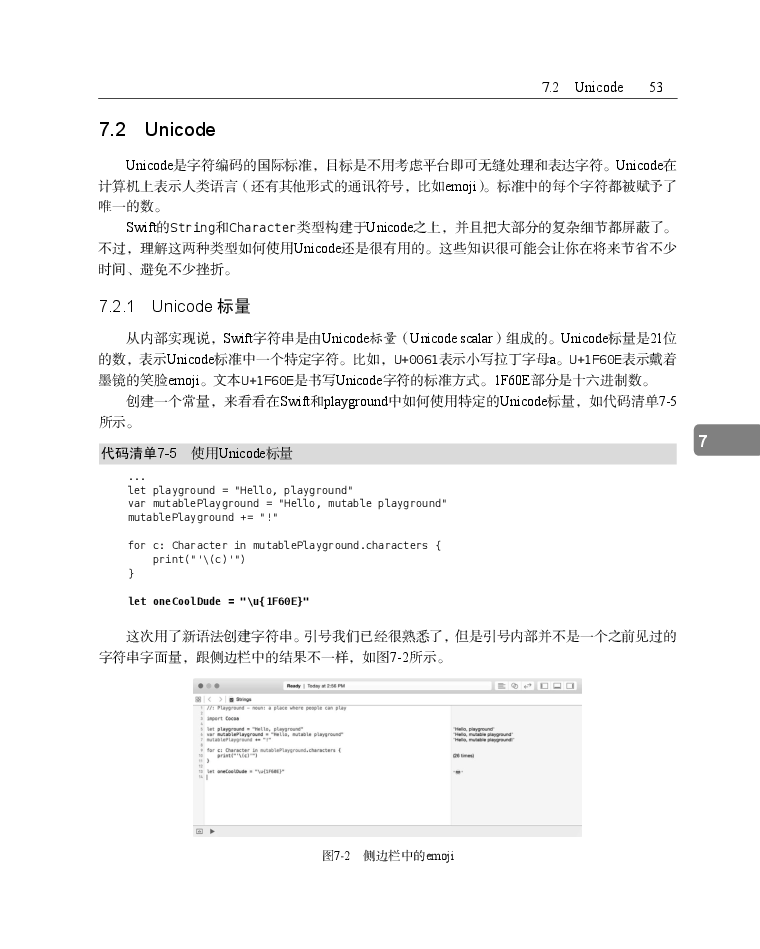 7.2 Unicode 53
7.2 Unicode
Unicode是字符编码的国际标准，目标是不用考虑平台即可无缝处理和表达字符。Unicode在
计算机上表示人类语言（还有其他形式的通讯符号，比如emoji）。标准中的每个字符都被赋予了
唯一的数。
Swift的String和Character类型构建于Unicode之上，并且把大部分的复杂细节都屏蔽了。
不过，理解这两种类型如何使用Unicode还是很有用的。这些知识很可能会让你在将来节省不少
时间、避免不少挫折。
7.2.1 Unicode 标量
从内部实现说，Swift字符串是由Unicode标量（Unicode scalar）组成的。Unicode标量是21位
的数，表示Unicode标准中一个特定字符。比如，U+0061表示小写拉丁字母a。U+1F60E表示戴着
墨镜的笑脸emoji。文本U+1F60E是书写Unicode字符的标准方式。1F60E部分是十六进制数。
创建一个常量，来看看在Swift和playground中如何使用特定的Unicode标量，如代码清单7-5
所示。
7
代码清单7-5 使用Unicode标量
...
let playground = "Hello, playground"
var mutablePlayground = "Hello, mutable playground"
mutablePlayground += "!"
for c: Character in mutablePlayground.characters {
print("'\(c)'")
}
let oneCoolDude = "\u{1F60E}"
这次用了新语法创建字符串。引号我们已经很熟悉了，但是引号内部并不是一个之前见过的
字符串字面量，跟侧边栏中的结果不一样，如图7-2所示。
Ready | Today at 2:56 PM
Strings
//: Playground - noun: a place where people can play
import Cocoa
let playground = "Hello, playground"
"Hello, playground"
var mutablePlayground = "Hello, mutable playground"
"Hello, mutable playground"
mutablePlayground += "!"
"Hello, mutable playground!"
for c: Character in mutablePlayground.characters {
print("'\(c)'")
(26 times)
}
let oneCoolDude = "\u{1F60E}"
图7-2 侧边栏中的emoji